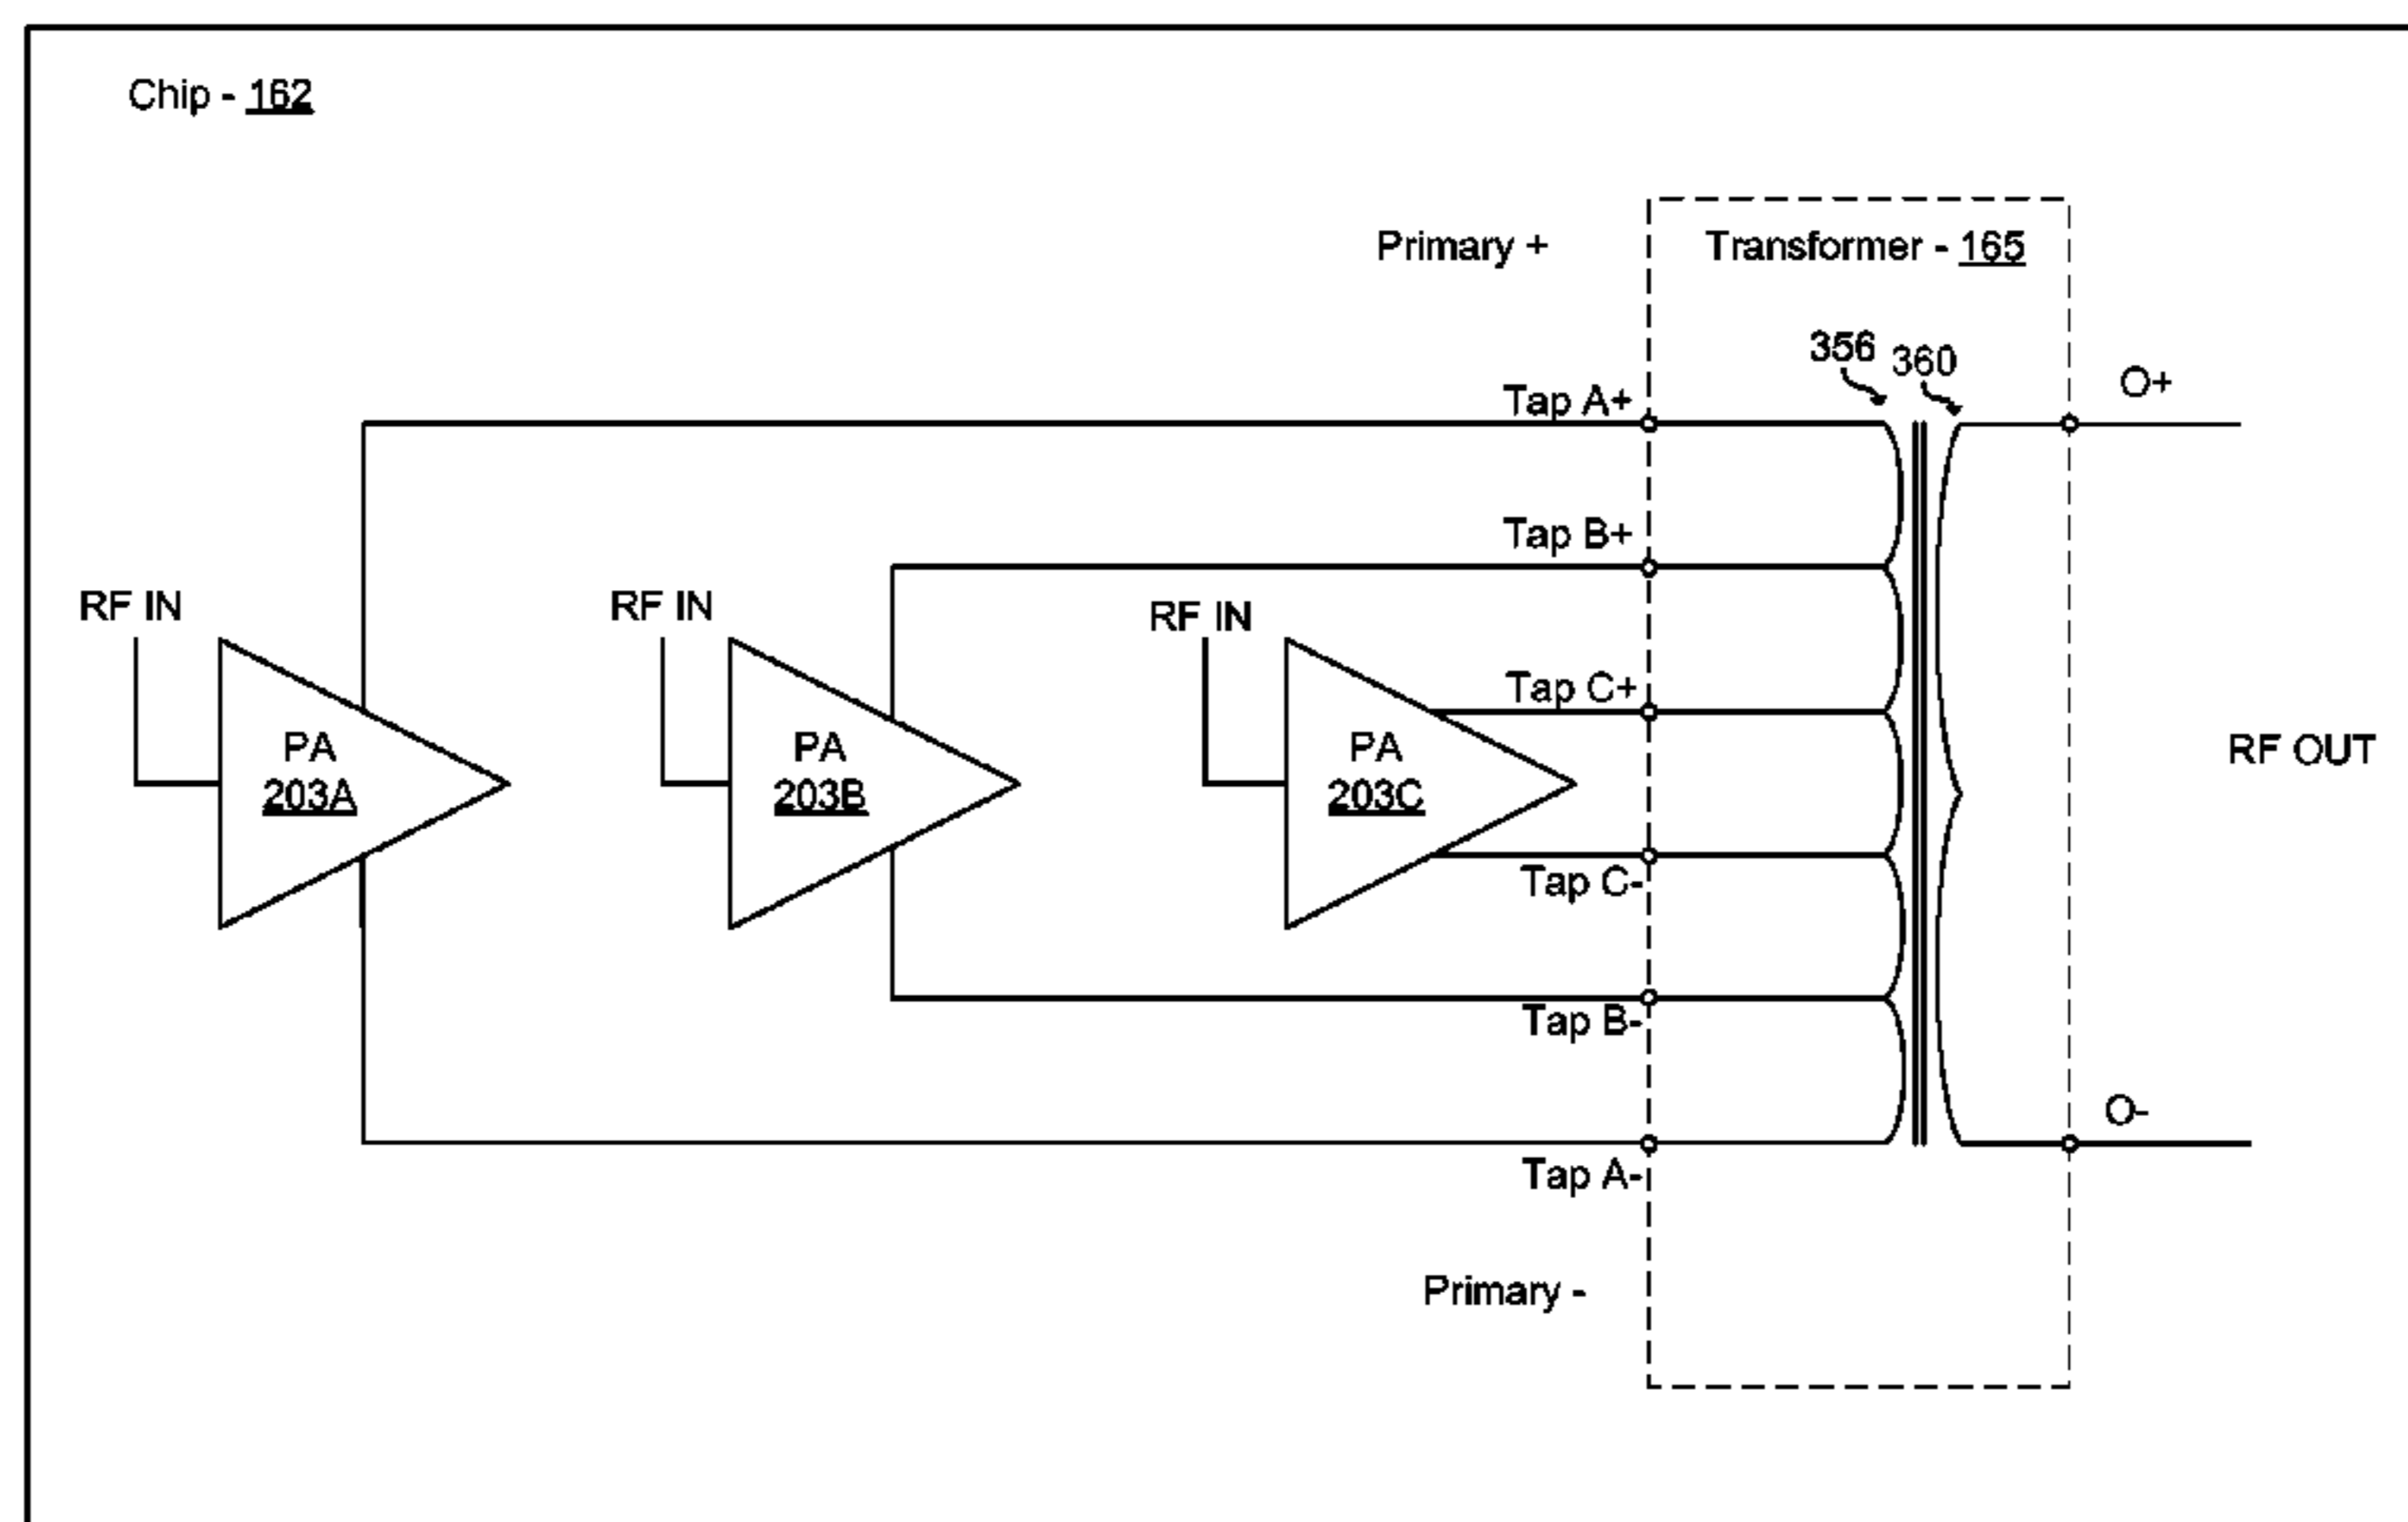 Chip - 162
Primary +
Transformer - 165
356
360
O+
Tap A+
Tap B+
RF IN
RF IN
RF IN
Tap C+
PA
203A
PA
203B
PA
203C
RF OUT
Tap C-
Tap B-
O-
Tap A-
Primary -